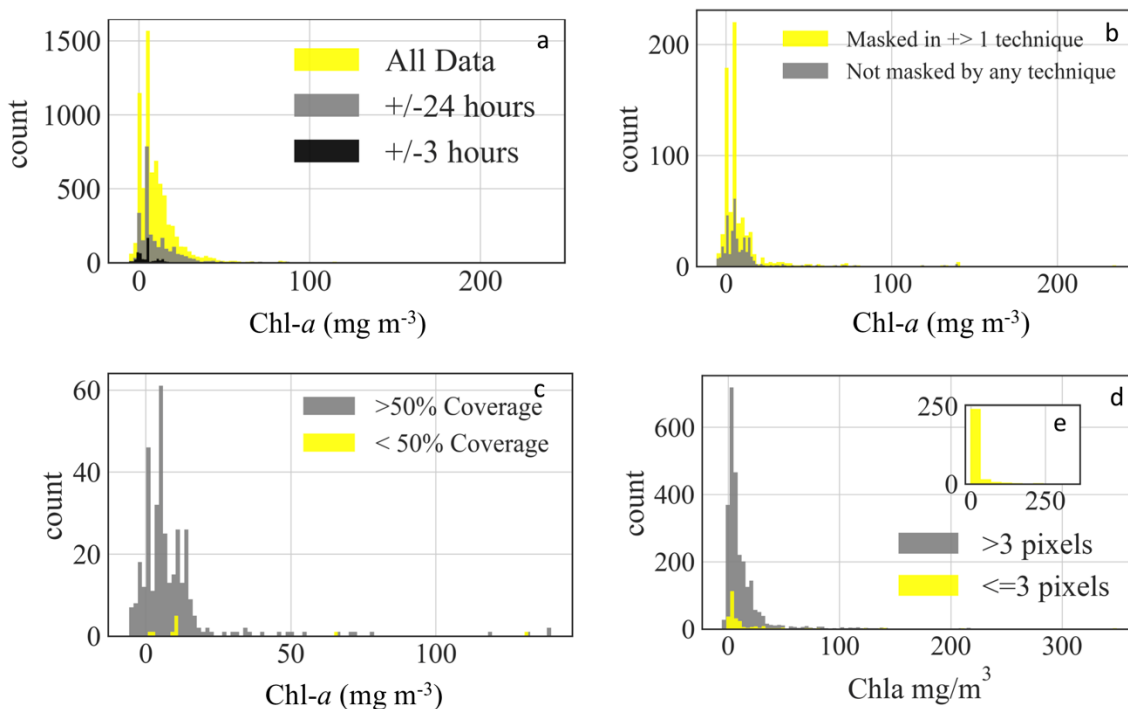 a
1500
1000
500
0
count
All Data
+/-24 hours
+/-3 hours
0 100 200
Chl-a (mg m-3)
b
200
100
0
count
Masked in +> 1 technique
Not masked by any technique
0 100 200
Chl-a (mg m-3)
c
60
40
20
0
count
>50% Coverage
< 50% Coverage
0 50 100
Chl-a (mg m-3)
d
600
400
200
0
count
250
0
e
0 250
>3 pixels
<=3 pixels
0 100 200 300
Chla mg/m3